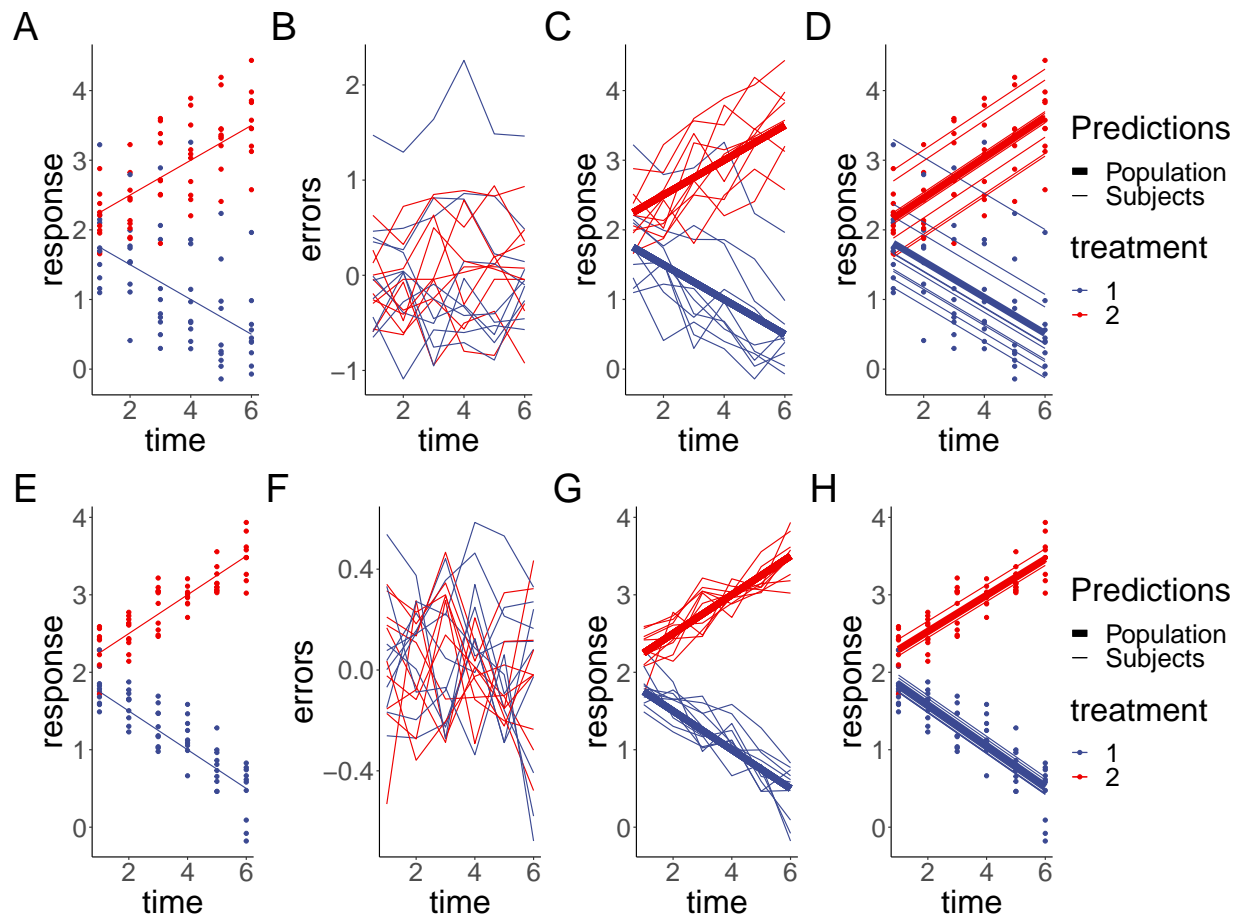 A B C D
response
4
3
2
1
0
2 4 6
time
errors
2
1
0
−1
2 4 6
time
response
4
3
2
1
0
2 4 6
time
response
4
3
2
1
0
2 4 6
time
Predictions
Population
Subjects
treatment
1
2
E F G H
response
4
3
2
1
0
2 4 6
time
errors
0.4
0.0
−0.4
2 4 6
time
response
4
3
2
1
0
2 4 6
time
response
4
3
2
1
0
2 4 6
time
Predictions
Population
Subjects
treatment
1
2